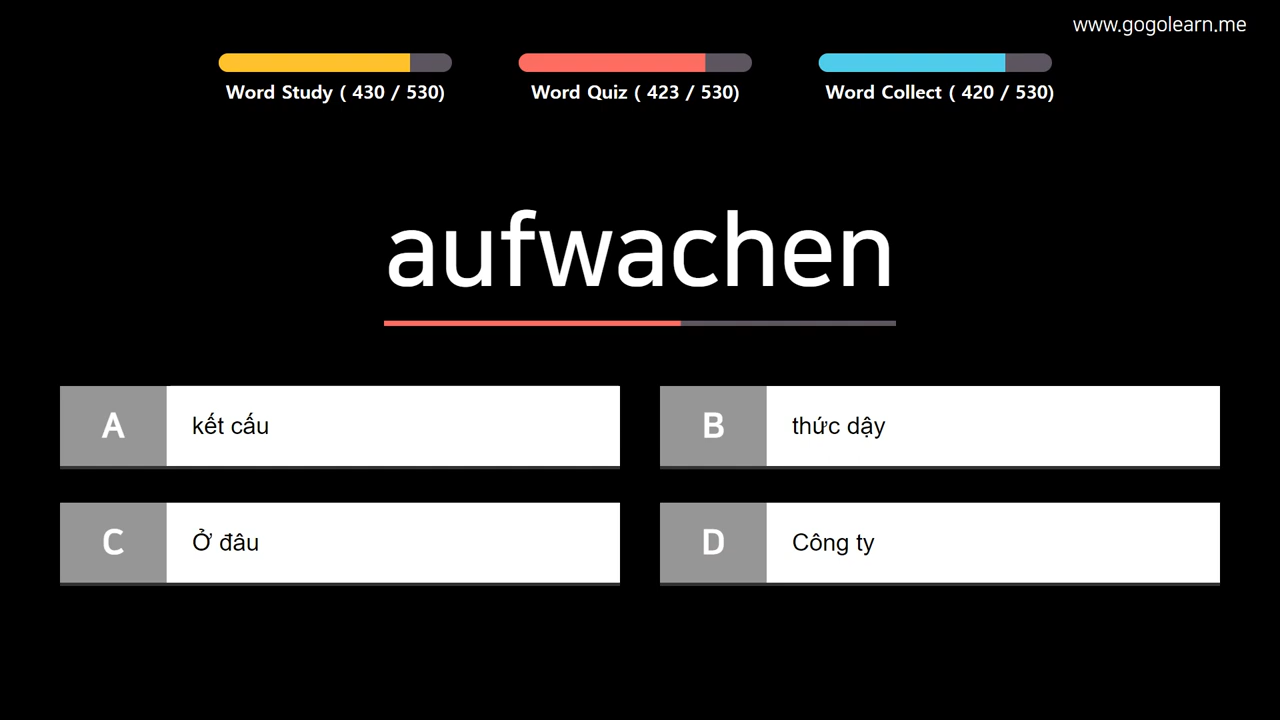 www.gogolearn.me
Word Study ( 430 / 530)
Word Quiz ( 423 / 530)
Word Collect ( 420 / 530)
aufwachen
A
kết cấu
B
thức dậy
C
Ở đâu
D
Công ty